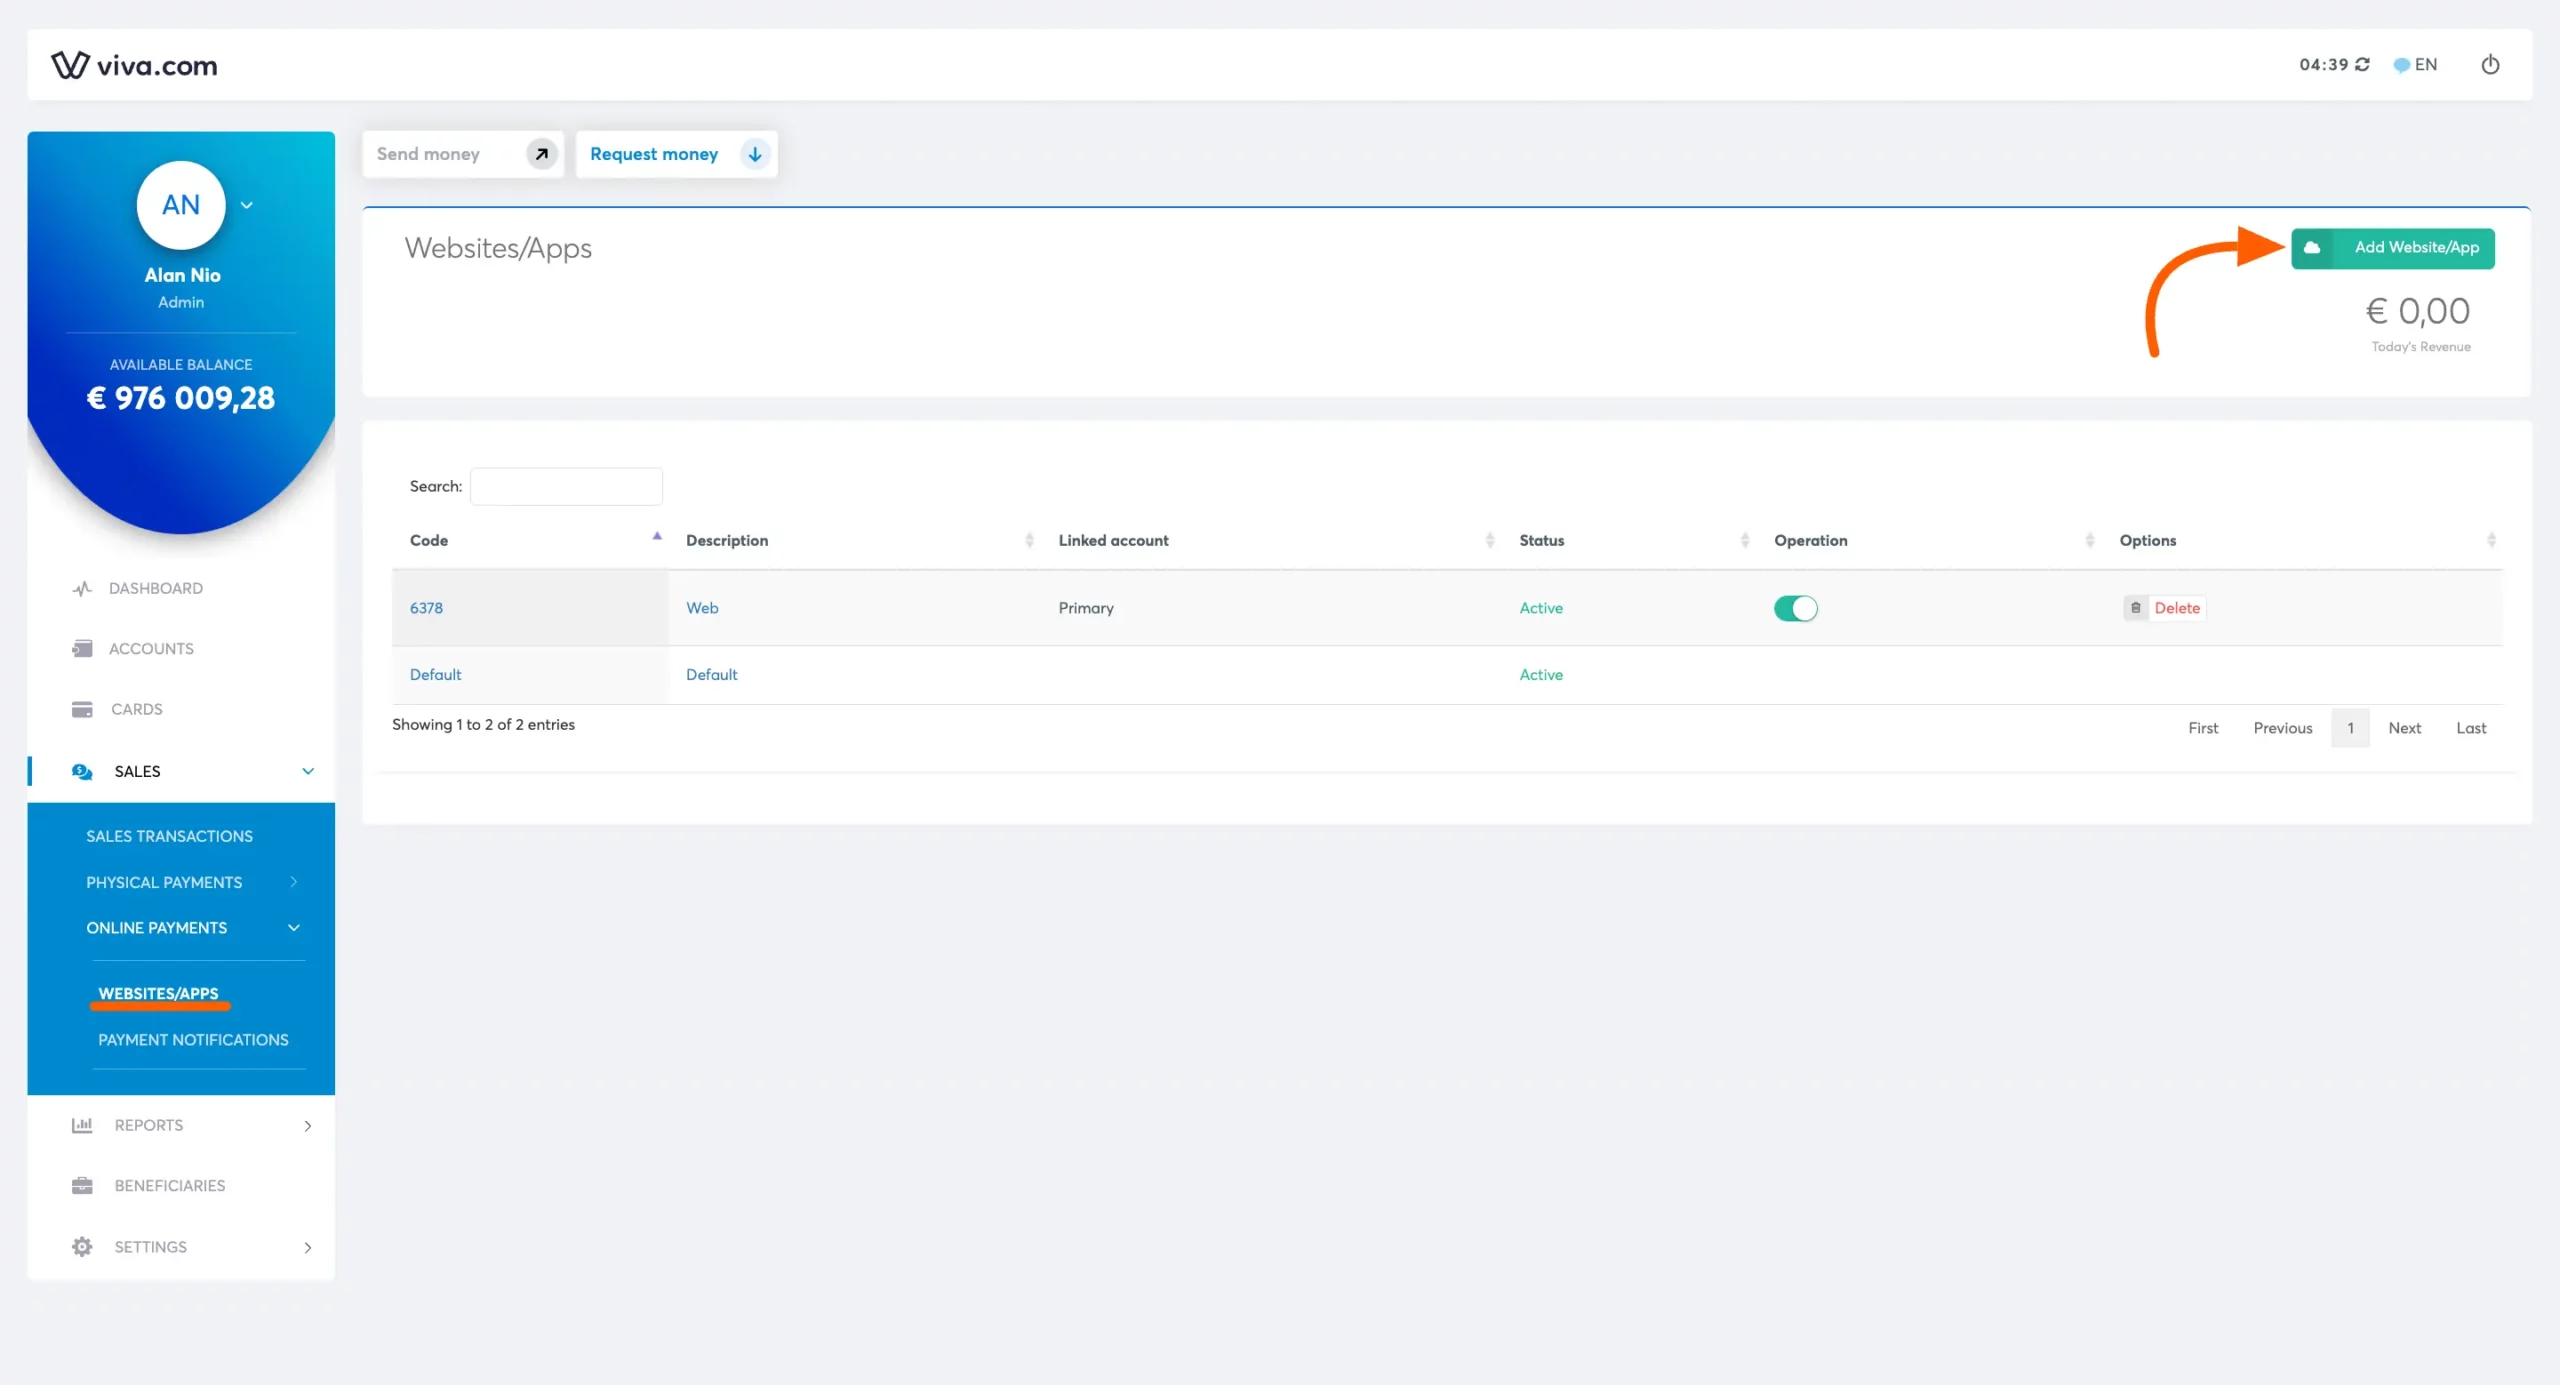 viva.com
04:39 EN
Send money Request money
AN
Alan Nio
Admin
AVAILABLE BALANCE
€ 976 009,28
DASHBOARD
ACCOUNTS
CARDS
SALES
SALES TRANSACTIONS
PHYSICAL PAYMENTS
ONLINE PAYMENTS
WEBSITES/APPS
PAYMENT NOTIFICATIONS
REPORTS
BENEFICIARIES
SETTINGS
Websites/Apps
Add Website/App
€ 0,00
Today's Revenue
Search:
Code Description Linked account Status Operation Options
6378 Web Primary Active Delete
Default Default Active
Showing 1 to 2 of 2 entries
First Previous 1 Next Last